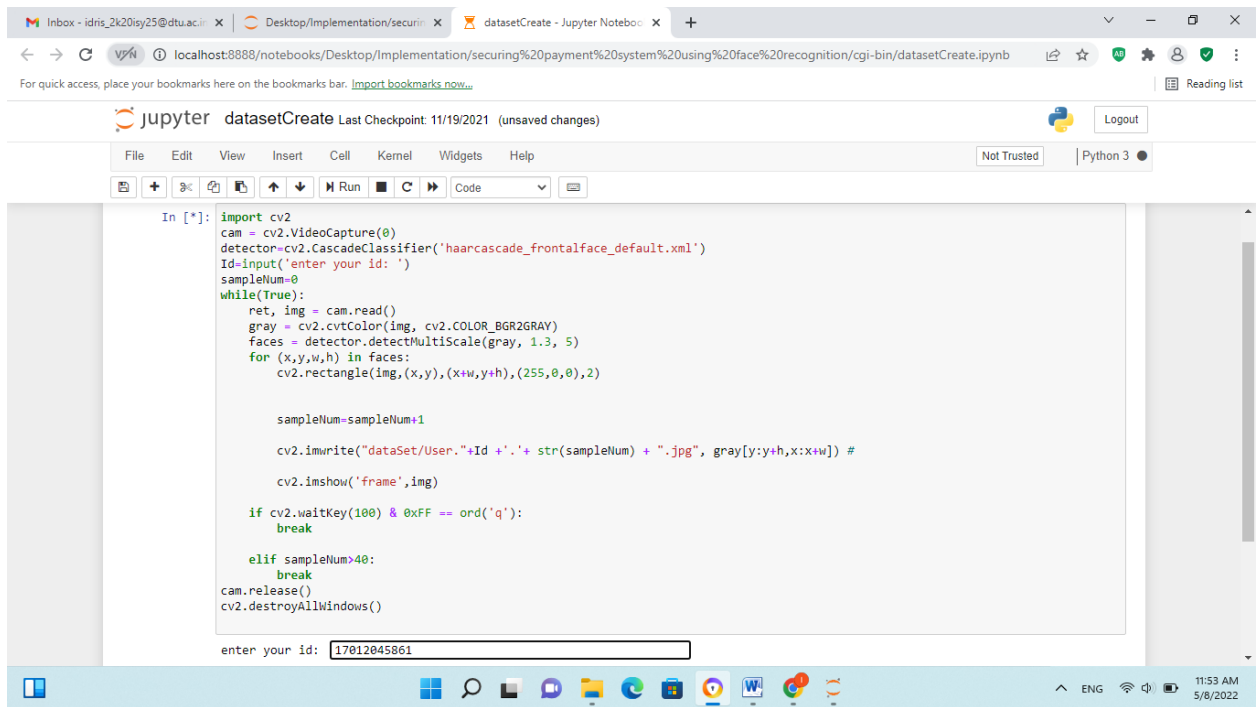 Inbox - idris_2k20isy25@dtu.ac.in
Desktop/Implementation/securin
datasetCreate - Jupyter Noteboo
VPN
localhost:8888/notebooks/Desktop/Implementation/securing%20payment%20system%20using%20face%20recognition/cgi-bin/datasetCreate.ipynb
For quick access, place your bookmarks here on the bookmarks bar. Import bookmarks now...
Reading list
jupyter datasetCreate Last Checkpoint: 11/19/2021 (unsaved changes)
Logout
File Edit View Insert Cell Kernel Widgets Help
Not Trusted
Python 3
Run
Code
In [*]:
import cv2
cam = cv2.VideoCapture(0)
detector=cv2.CascadeClassifier('haarcascade_frontalface_default.xml')
Id=input('enter your id: ')
sampleNum=0
while(True):
    ret, img = cam.read()
    gray = cv2.cvtColor(img, cv2.COLOR_BGR2GRAY)
    faces = detector.detectMultiScale(gray, 1.3, 5)
    for (x,y,w,h) in faces:
        cv2.rectangle(img,(x,y),(x+w,y+h),(255,0,0),2)
        sampleNum=sampleNum+1
        cv2.imwrite("dataSet/User."+Id +'.'+ str(sampleNum) + ".jpg", gray[y:y+h,x:x+w]) #
        cv2.imshow('frame',img)
    if cv2.waitKey(100) & 0xFF == ord('q'):
        break
    elif sampleNum>40:
        break
cam.release()
cv2.destroyAllWindows()
enter your id: 17012045861
ENG
11:53 AM
5/8/2022